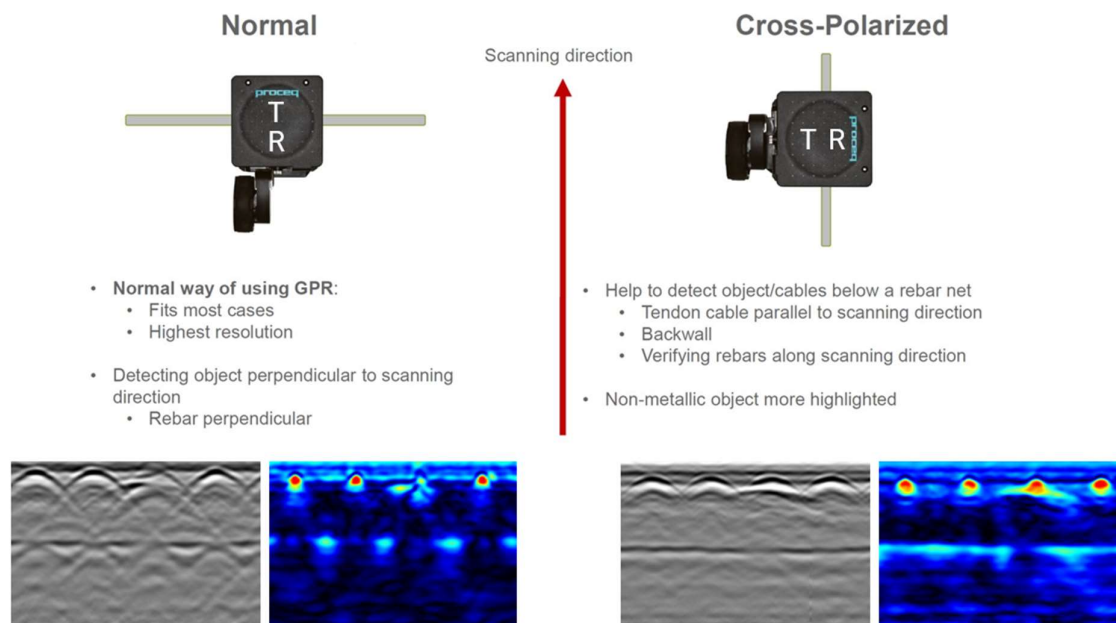 Normal
Cross-Polarized
Scanning direction
proceq
T
R
T R
proceq
• Normal way of using GPR:
• Fits most cases
• Highest resolution
• Detecting object perpendicular to scanning
direction
• Rebar perpendicular
• Help to detect object/cables below a rebar net
• Tendon cable parallel to scanning direction
• Backwall
• Verifying rebars along scanning direction
• Non-metallic object more highlighted